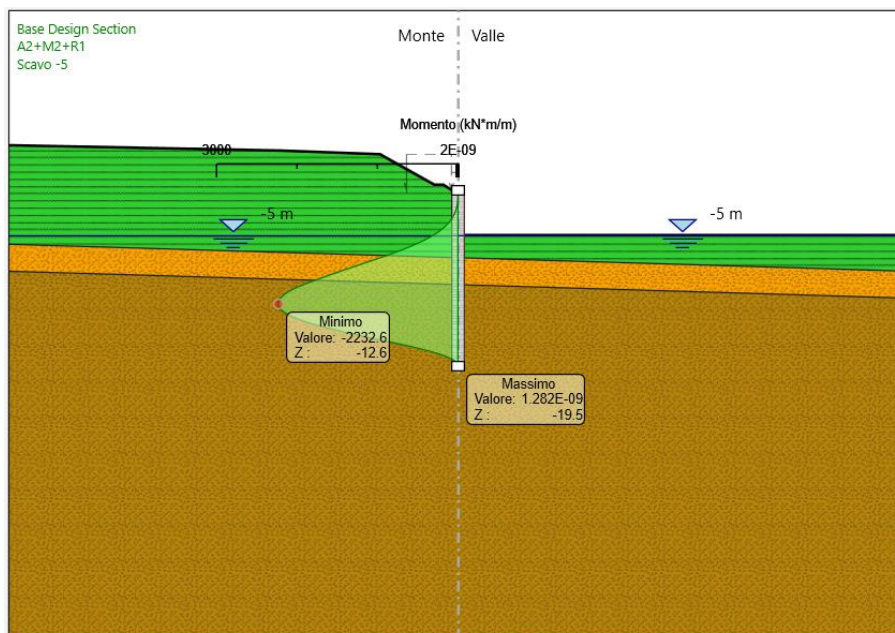 Base Design Section
A2+M2+R1
Scavo -5
Monte Valle
Momento (kN*m/m)
3000 2E-09
-5 m -5 m
Minimo
Valore: -2232.6
Z : -12.6
Massimo
Valore: 1.282E-09
Z : -19.5